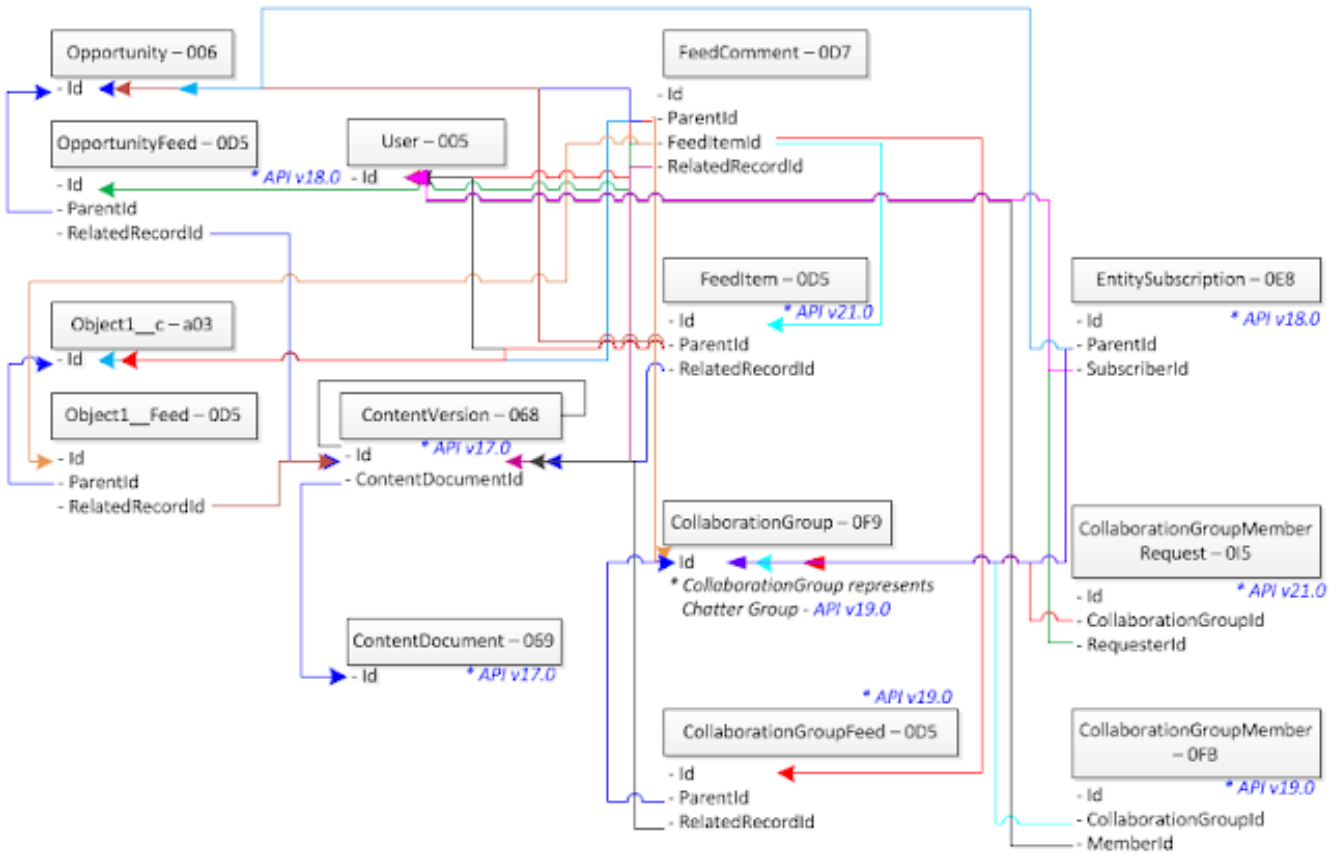 Opportunity – 006
- Id
OpportunityFeed – 0D5
* API v18.0
- Id
- ParentId
- RelatedRecordId
User – 005
- Id
FeedComment – 0D7
- Id
- ParentId
- FeedItemId
- RelatedRecordId
Object1__c – a03
- Id
Object1__Feed – 0D5
- Id
- ParentId
- RelatedRecordId
ContentVersion – 068
* API v17.0
- Id
- ContentDocumentId
ContentDocument – 069
* API v17.0
- Id
FeedItem – 0D5
* API v21.0
- Id
- ParentId
- RelatedRecordId
CollaborationGroup – 0F9
- Id
* CollaborationGroup represents
Chatter Group - API v19.0
* API v19.0
CollaborationGroupFeed – 0D5
- Id
- ParentId
- RelatedRecordId
EntitySubscription – 0E8
* API v18.0
- Id
- ParentId
- SubscriberId
CollaborationGroupMember
Request – 0I5
* API v21.0
- Id
- CollaborationGroupId
- RequesterId
CollaborationGroupMember
– 0FB
* API v19.0
- Id
- CollaborationGroupId
- MemberId